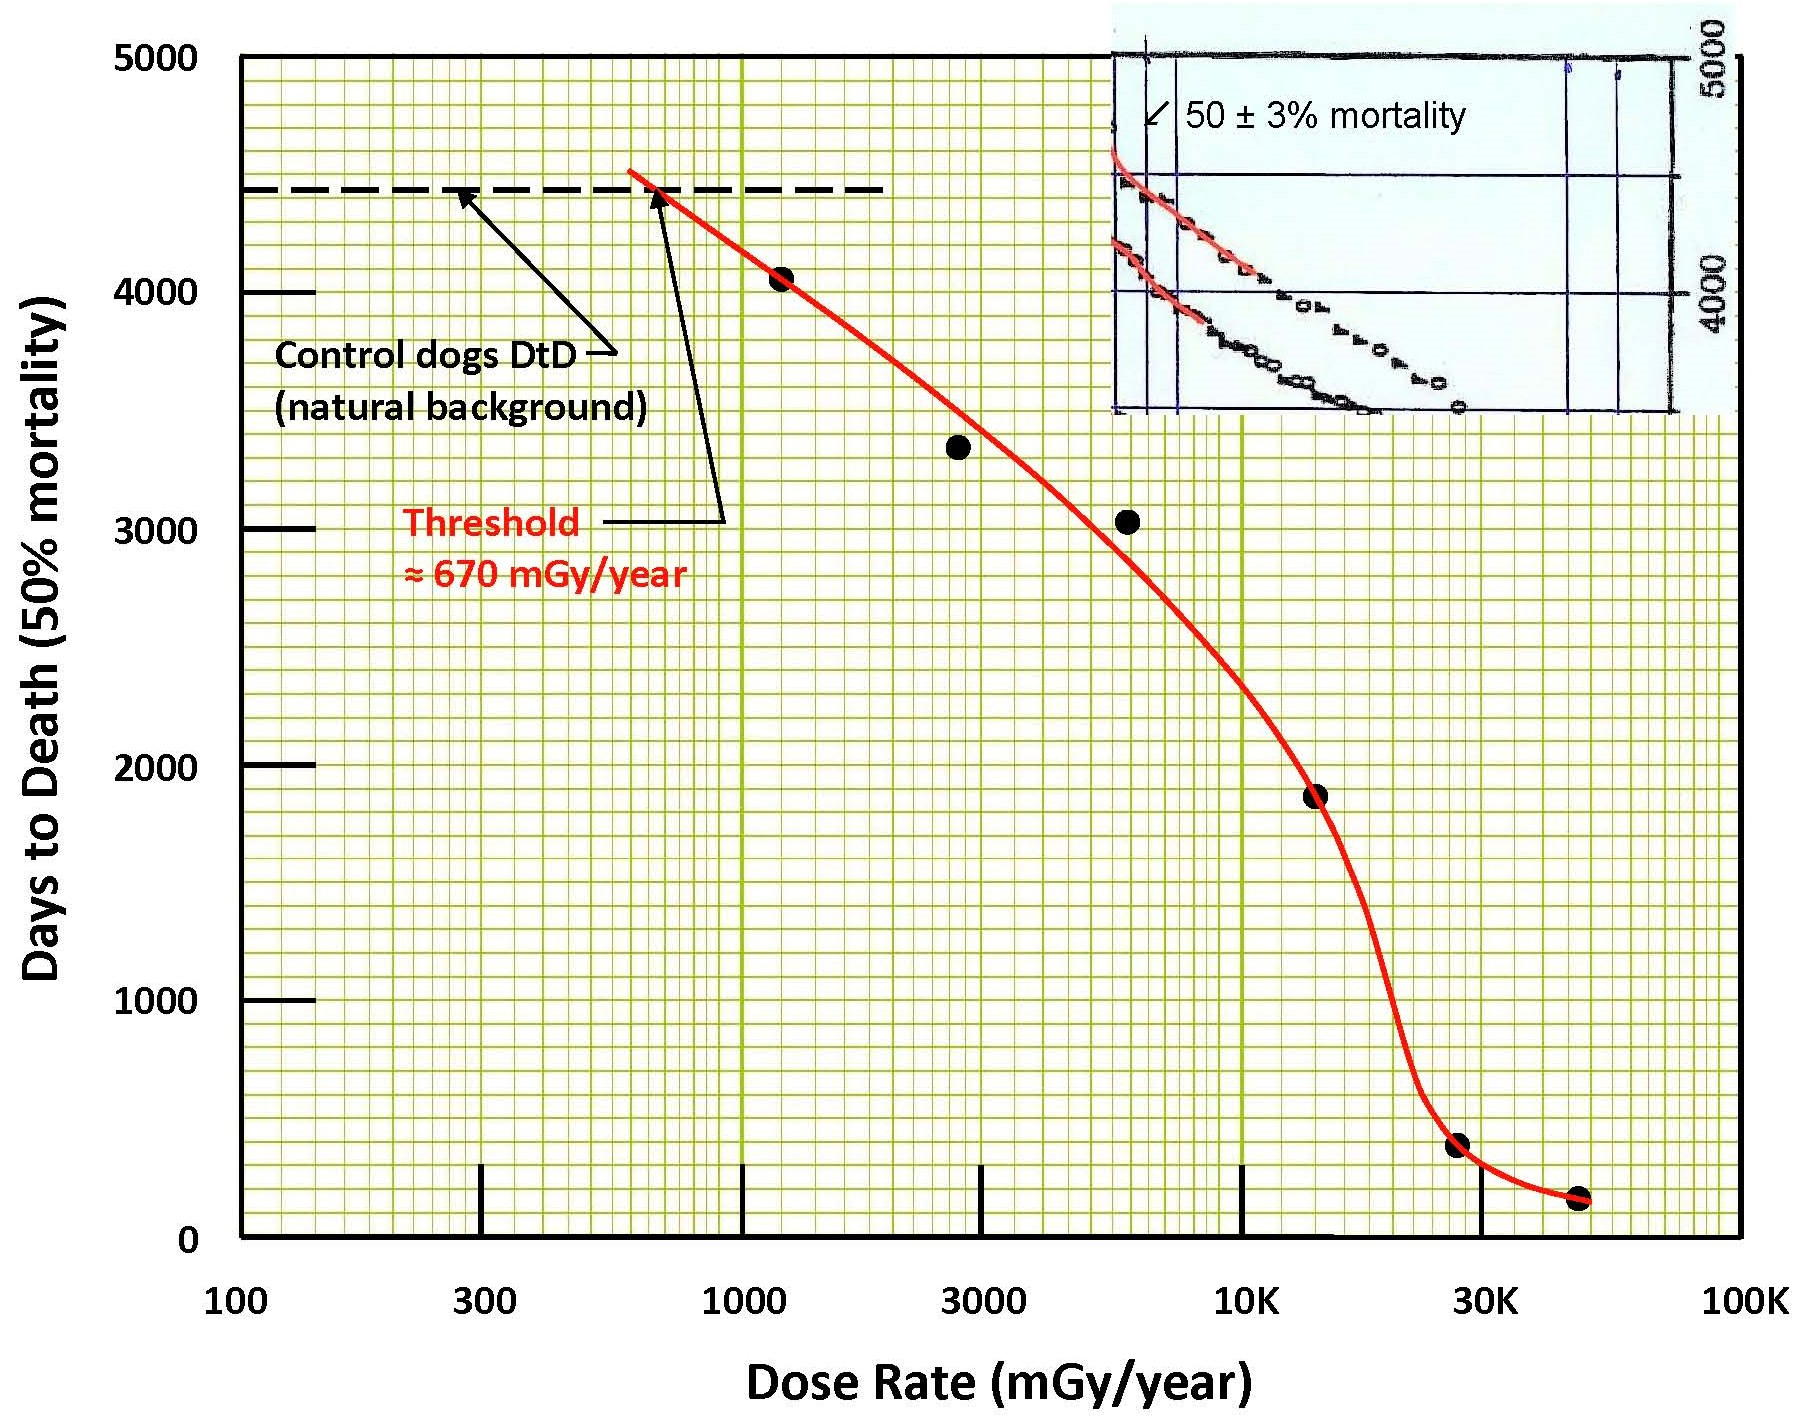 5000
4000
3000
2000
1000
0
Days to Death (50% mortality)
50 ± 3% mortality
5000
4000
Control dogs DtD
(natural background)
Threshold
≈ 670 mGy/year
100
300
1000
3000
10K
30K
100K
Dose Rate (mGy/year)